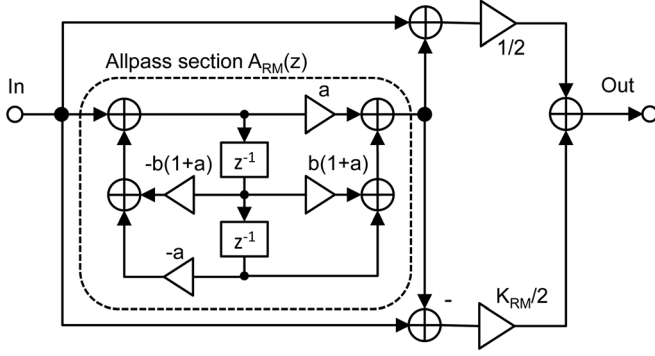 1/2
In
Allpass section A_RM(z)
Out
a
-b(1+a)
z⁻¹
b(1+a)
z⁻¹
-a
-
K_RM/2